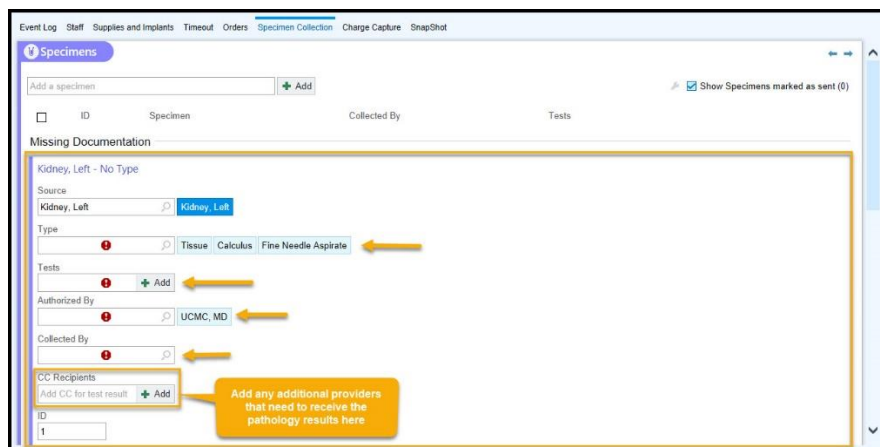 Event Log Staff Supplies and Implants Timeout Orders Specimen Collection Charge Capture SnapShot
Specimens
Add a specimen Add Show Specimens marked as sent (0)
ID Specimen Collected By Tests
Missing Documentation
Kidney, Left - No Type
Source
Kidney, Left Kidney, Left
Type
Tissue Calculus Fine Needle Aspirate
Tests
Add
Authorized By
UCMC, MD
Collected By
CC Recipients
Add CC for test result Add
Add any additional providers
that need to receive the
pathology results here
ID
1